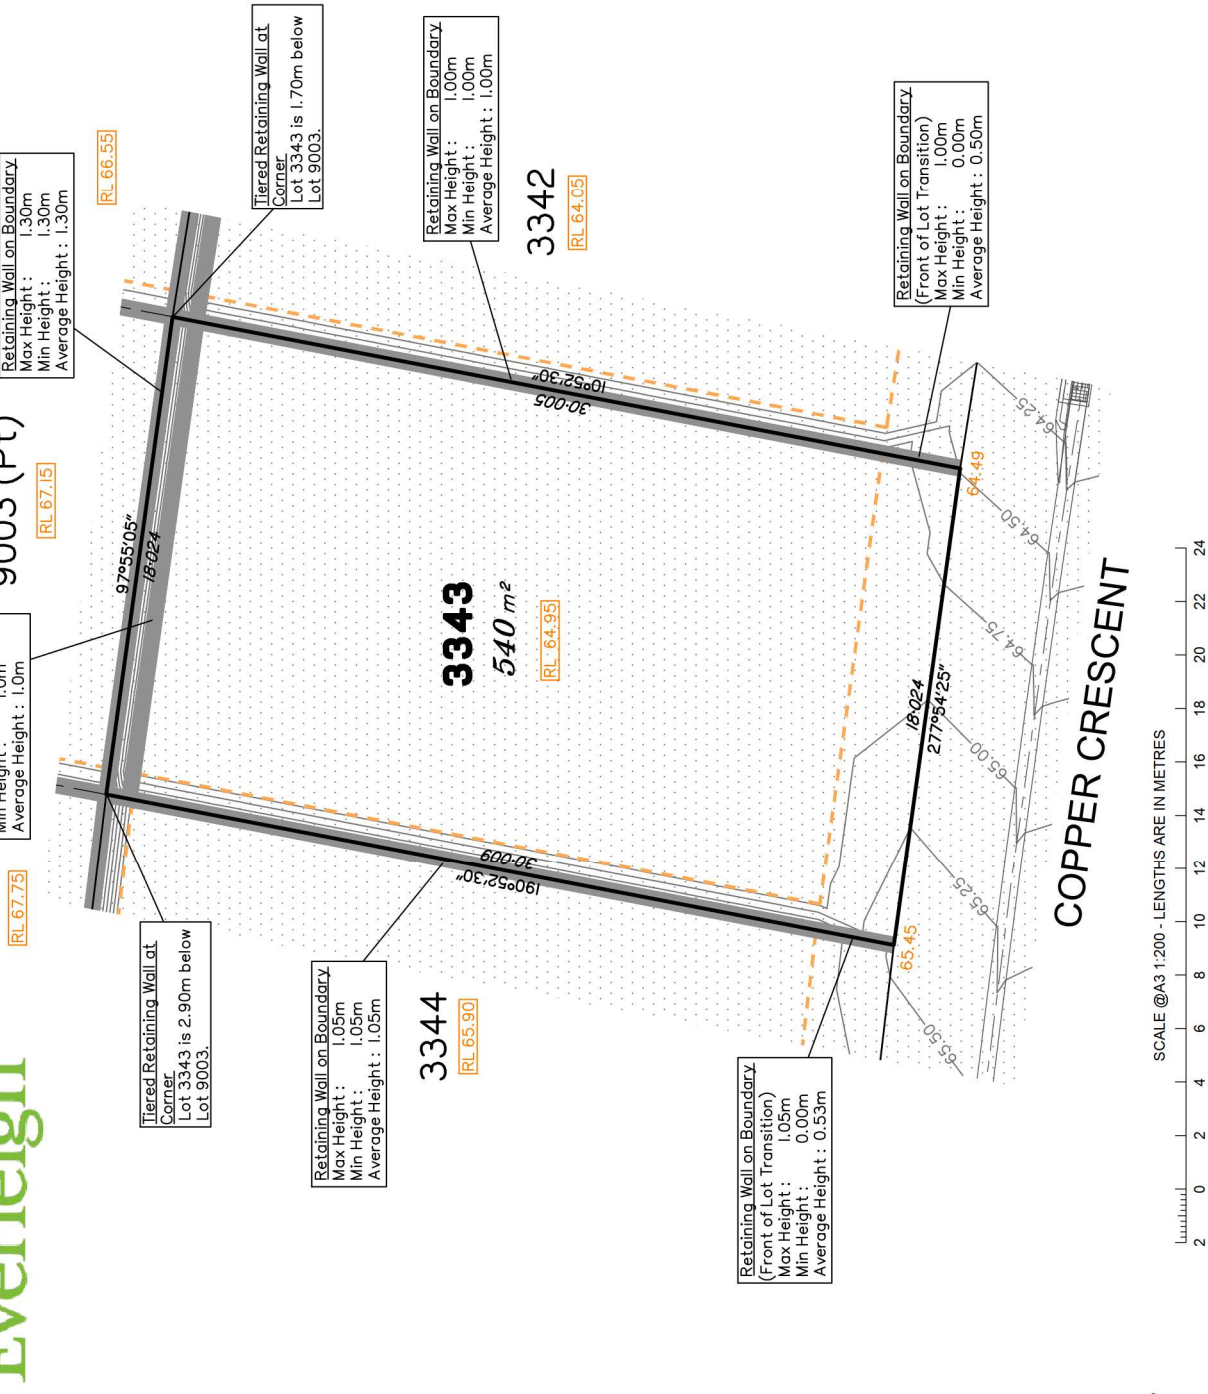 Everleigh
RL 67.75
Min Height : 1.0m
Average Height : 1.0m
9003 (Pt)
RL 67.15
Retaining Wall on Boundary
Max Height : 1.30m
Min Height : 1.30m
Average Height : 1.30m
RL 66.55
Tiered Retaining Wall at
Corner
Lot 3343 is 2.90m below
Lot 9003.
97°55'05"
18·024
Tiered Retaining Wall at
Corner
Lot 3343 is 1.70m below
Lot 9003.
Retaining Wall on Boundary
Max Height : 1.05m
Min Height : 1.05m
Average Height : 1.05m
3344
RL 65.90
190°52'30"
30·009
3343
540 m²
RL 64.95
10°52'30"
30·005
Retaining Wall on Boundary
Max Height : 1.00m
Min Height : 1.00m
Average Height : 1.00m
3342
RL 64.05
Retaining Wall on Boundary
(Front of Lot Transition)
Max Height : 1.05m
Min Height : 0.00m
Average Height : 0.53m
65.45
18·024
277°54'25"
64.49
Retaining Wall on Boundary
(Front of Lot Transition)
Max Height : 1.00m
Min Height : 0.00m
Average Height : 0.50m
65.50
65.25
65.00
64.75
64.50
64.25
COPPER CRESCENT
SCALE @A3 1:200 - LENGTHS ARE IN METRES
2 0 2 4 6 8 10 12 14 16 18 20 22 24